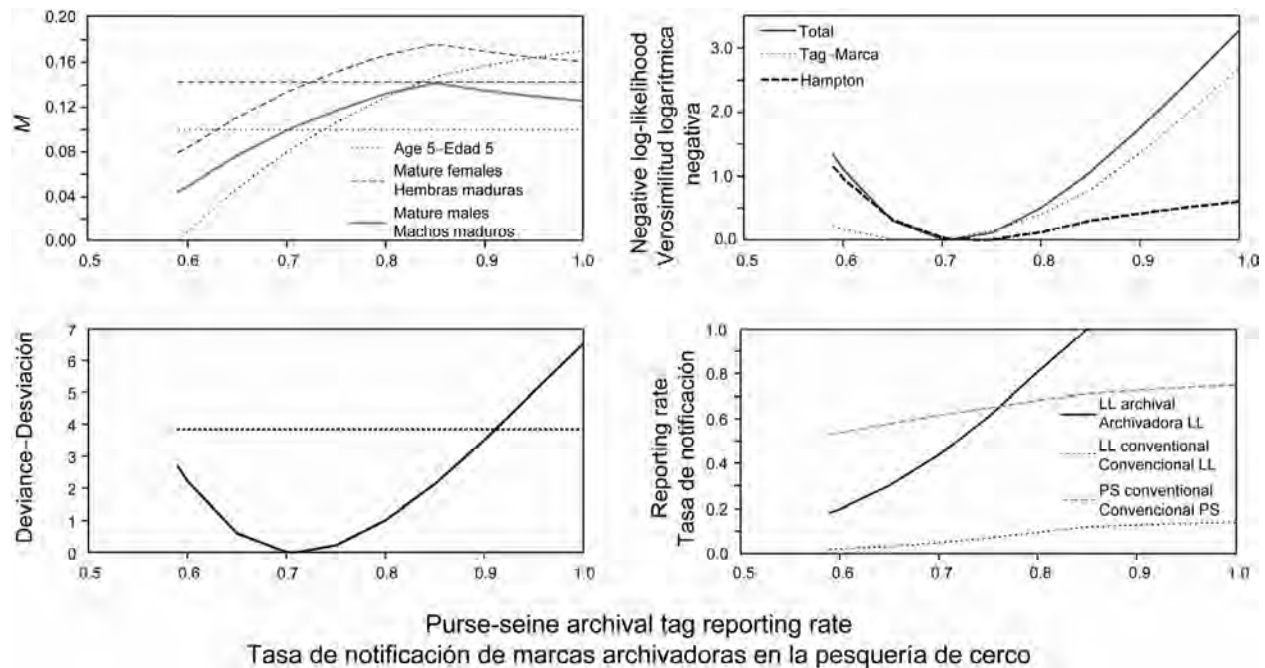 M
0.20
0.16
0.12
0.08
0.04
0.00
Age 5–Edad 5
Mature females
Hembras maduras
Mature males
Machos maduros
0.5
0.6
0.7
0.8
0.9
1.0
Negative log-likelihood
Verosimilitud logarítmica
negativa
3.0
2.0
1.0
0.0
Total
Tag–Marca
Hampton
0.5
0.6
0.7
0.8
0.9
1.0
Deviance–Desviación
7
6
5
4
3
2
1
0
0.5
0.6
0.7
0.8
0.9
1.0
Reporting rate
Tasa de notificación
1.0
0.8
0.6
0.4
0.2
0.0
LL archival
Archivadora LL
LL conventional
Convencional LL
PS conventional
Convencional PS
0.5
0.6
0.7
0.8
0.9
1.0
Purse-seine archival tag reporting rate
Tasa de notificación de marcas archivadoras en la pesquería de cerco